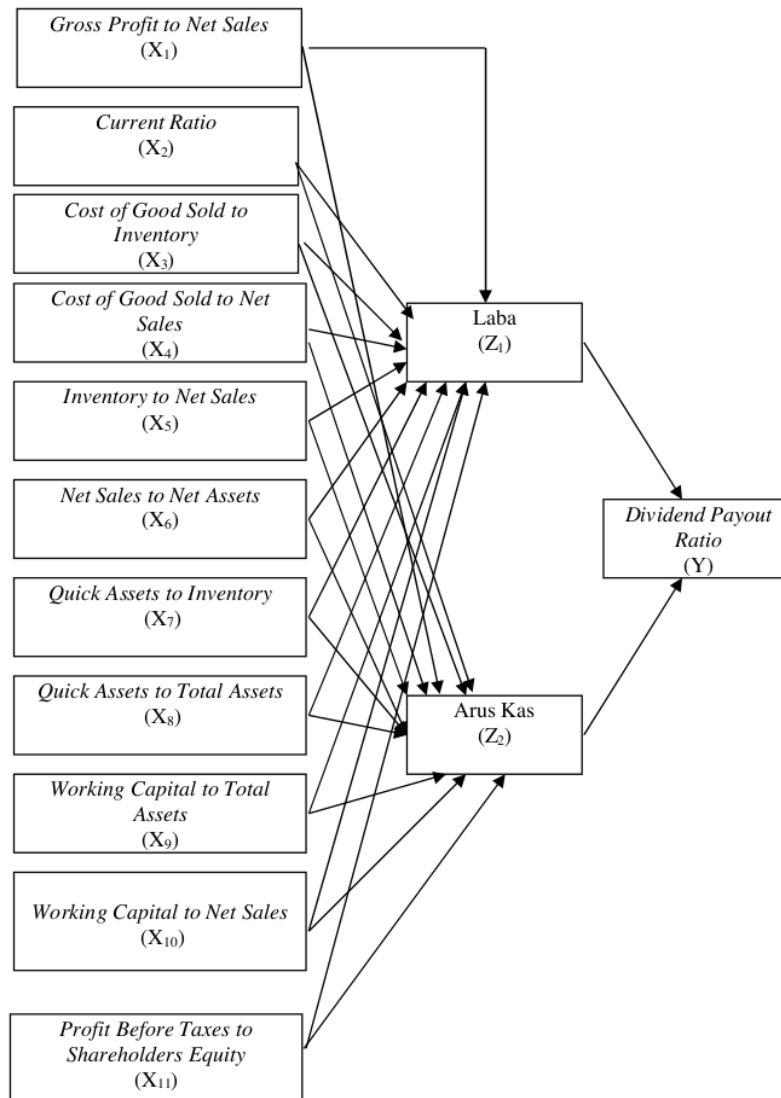 Gross Profit to Net Sales
(X₁)
Current Ratio
(X₂)
Cost of Good Sold to
Inventory
(X₃)
Cost of Good Sold to Net
Sales
(X₄)
Inventory to Net Sales
(X₅)
Net Sales to Net Assets
(X₆)
Quick Assets to Inventory
(X₇)
Quick Assets to Total Assets
(X₈)
Working Capital to Total
Assets
(X₉)
Working Capital to Net Sales
(X₁₀)
Profit Before Taxes to
Shareholders Equity
(X₁₁)
Laba
(Z₁)
Arus Kas
(Z₂)
Dividend Payout
Ratio
(Y)